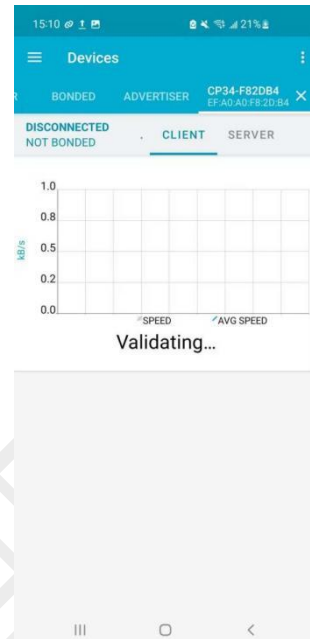 15:10 21%
Devices
R BONDED ADVERTISER CP34-F82DB4
EF:A0:A0:F8:2D:B4
DISCONNECTED
NOT BONDED
CLIENT SERVER
1.0
0.8
0.5
0.2
0.0
kB/s
SPEED AVG SPEED
Validating...